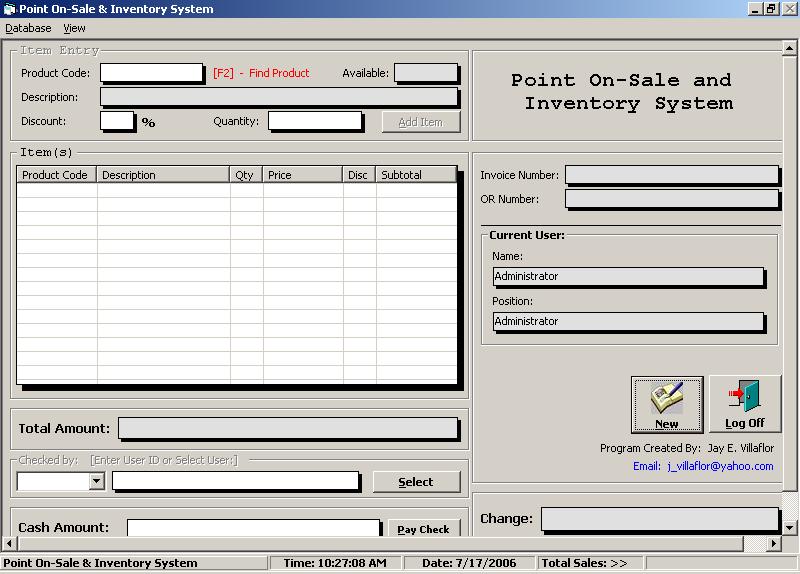 Point On-Sale & Inventory System
Database View
Item Entry
Product Code: [F2] - Find Product Available:
Description:
Discount: % Quantity: Add Item
Point On-Sale and
Inventory System
Item(s)
Product Code Description Qty Price Disc Subtotal
Invoice Number:
OR Number:
Current User:
Name:
Administrator
Position:
Administrator
New Log Off
Total Amount:
Program Created By: Jay E. Villaflor
Email: j_villaflor@yahoo.com
Checked by: [Enter User ID or Select User:]
Select
Cash Amount: Pay Check
Change:
Point On-Sale & Inventory System Time: 10:27:08 AM Date: 7/17/2006 Total Sales: >>